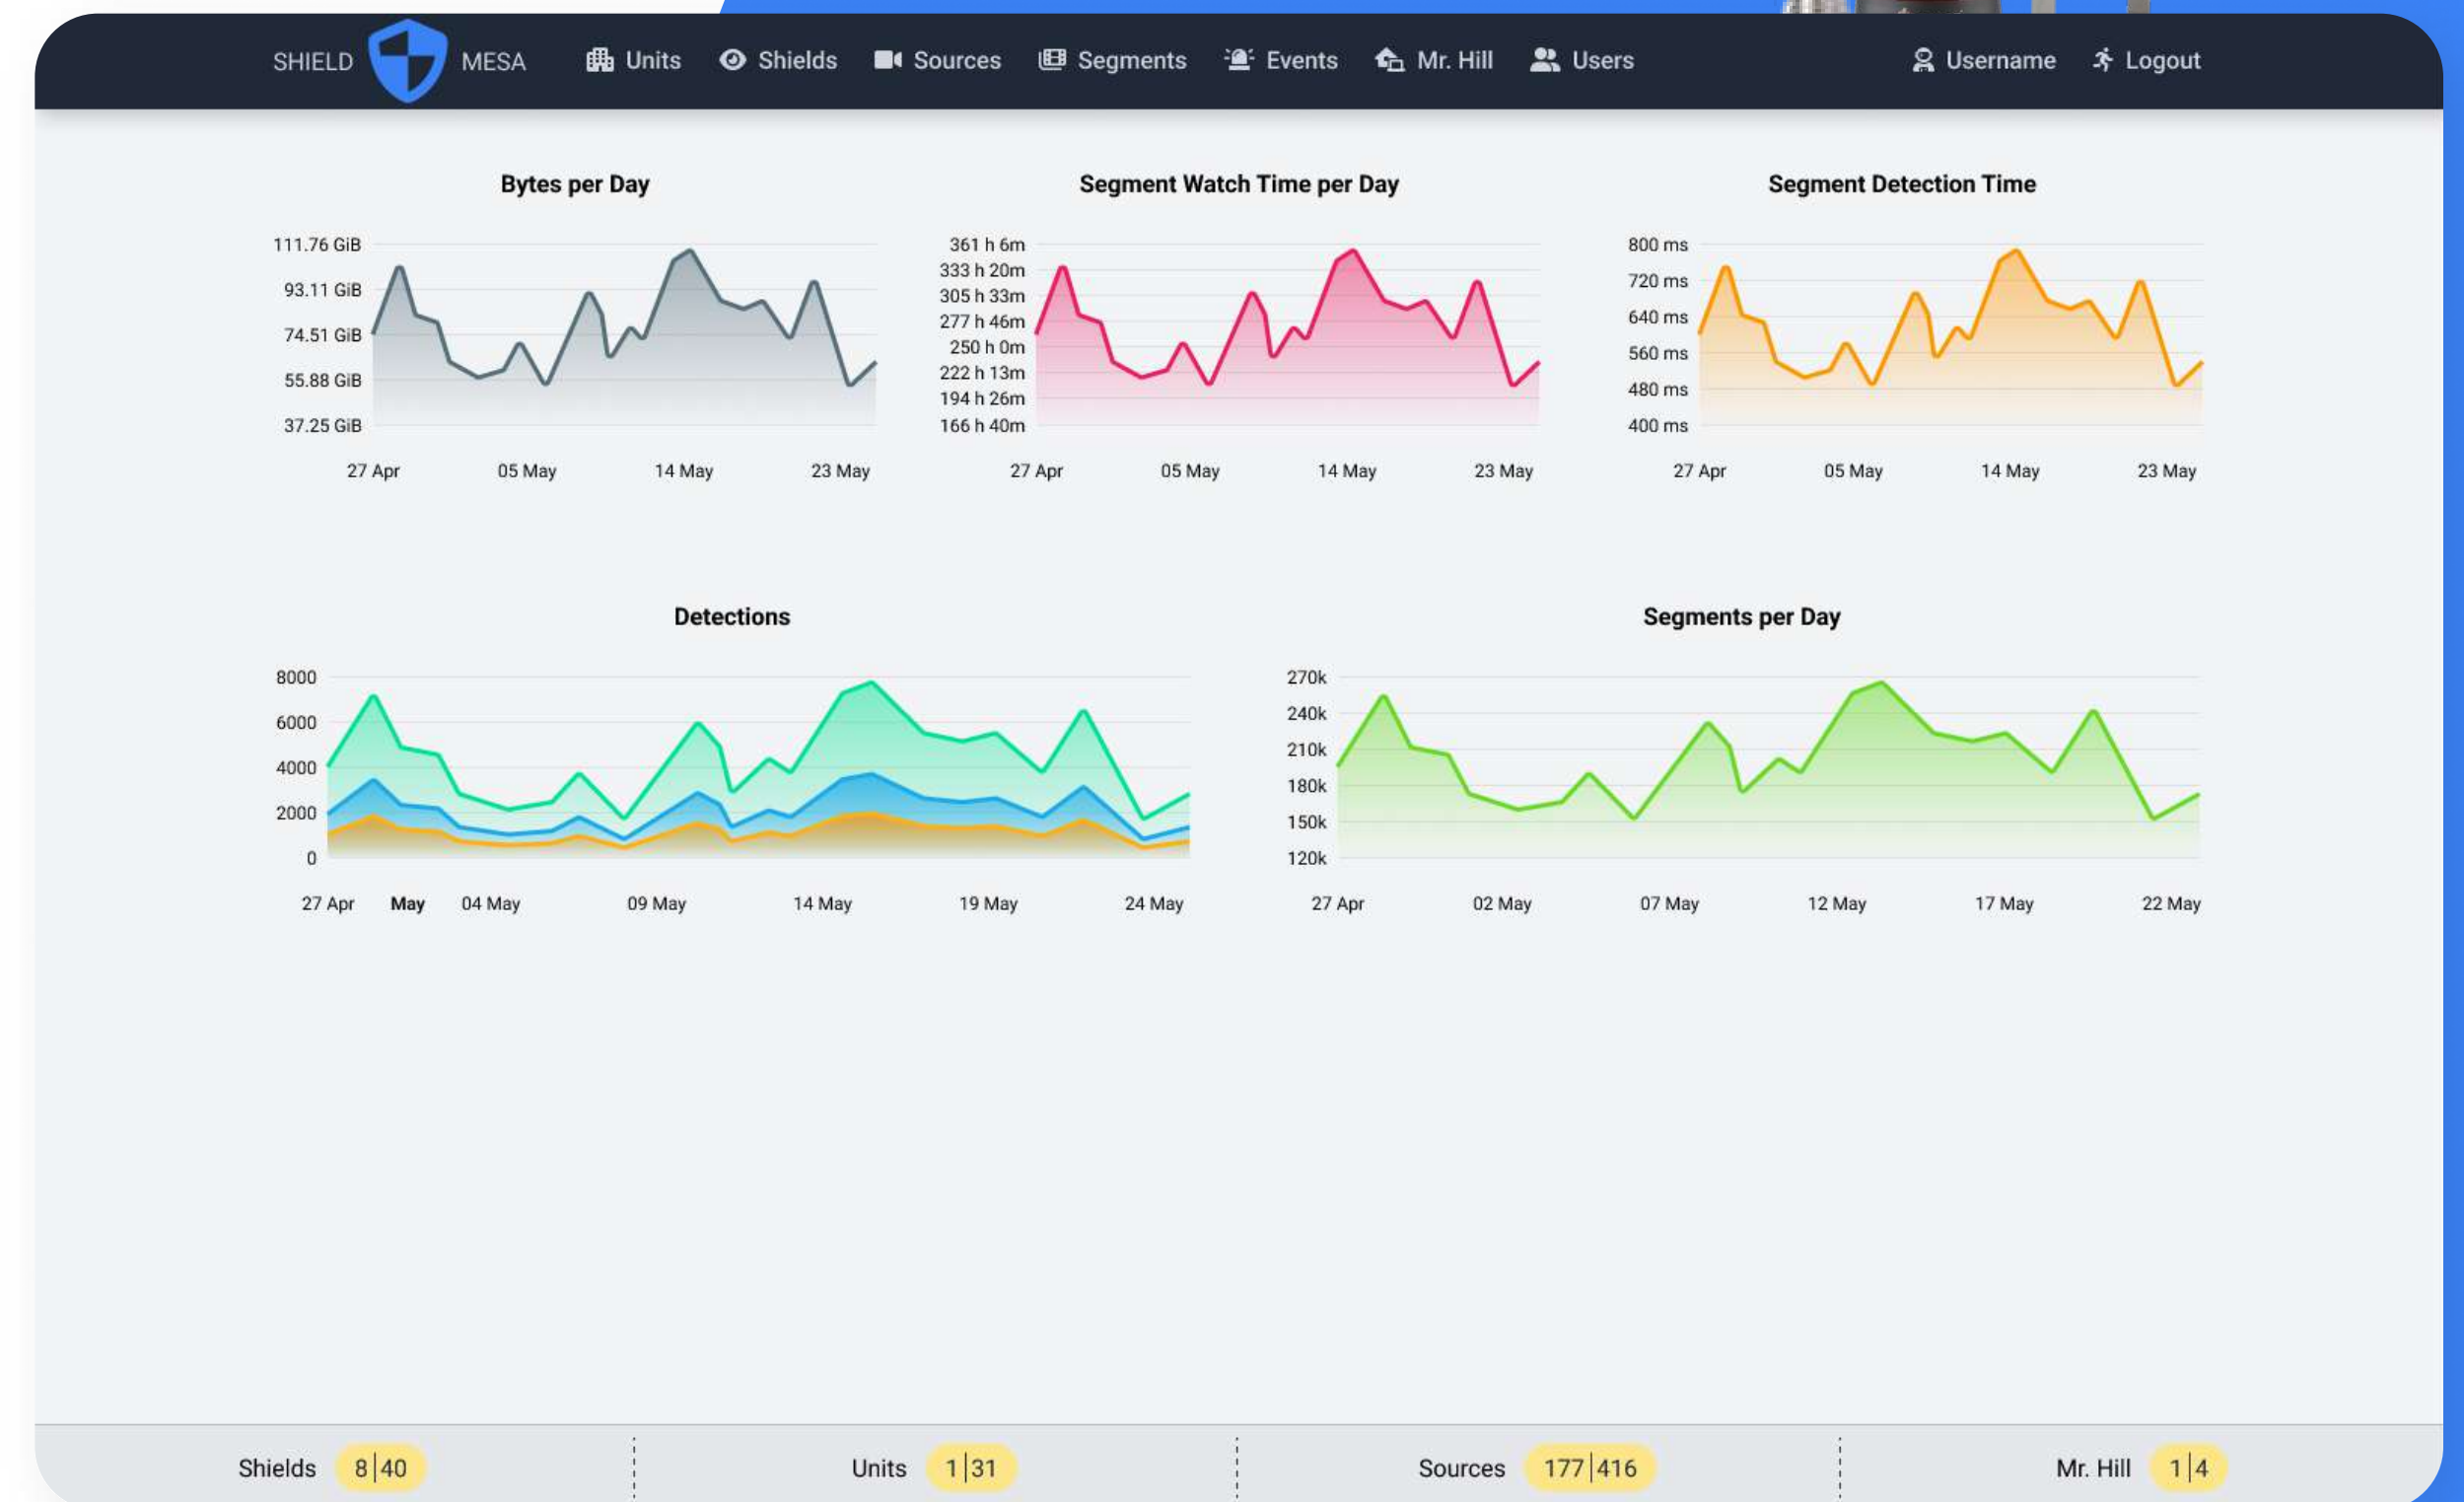 SHIELD MESA Units Shields Sources Segments Events Mr. Hill Users Username Logout
Bytes per Day
111.76 GiB
93.11 GiB
74.51 GiB
55.88 GiB
37.25 GiB
27 Apr 05 May 14 May 23 May
Segment Watch Time per Day
361 h 6m
333 h 20m
305 h 33m
277 h 46m
250 h 0m
222 h 13m
194 h 26m
166 h 40m
27 Apr 05 May 14 May 23 May
Segment Detection Time
800 ms
720 ms
640 ms
560 ms
480 ms
400 ms
27 Apr 05 May 14 May 23 May
Detections
8000
6000
4000
2000
0
27 Apr May 04 May 09 May 14 May 19 May 24 May
Segments per Day
270k
240k
210k
180k
150k
120k
27 Apr 02 May 07 May 12 May 17 May 22 May
Shields 8|40 Units 1|31 Sources 177|416 Mr. Hill 1|4